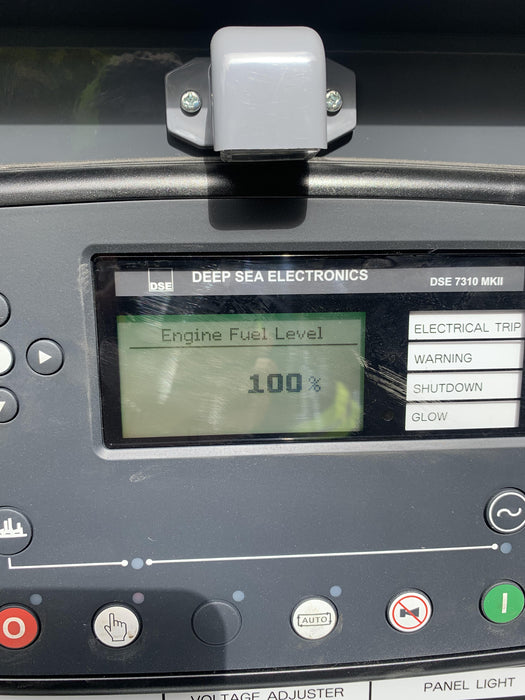 DSE
DEEP SEA ELECTRONICS
DSE 7310 MKII
Engine Fuel Level
100 %
ELECTRICAL TRIP
WARNING
SHUTDOWN
GLOW
AUTO
VOLTAGE ADJUSTER
PANEL LIGHT